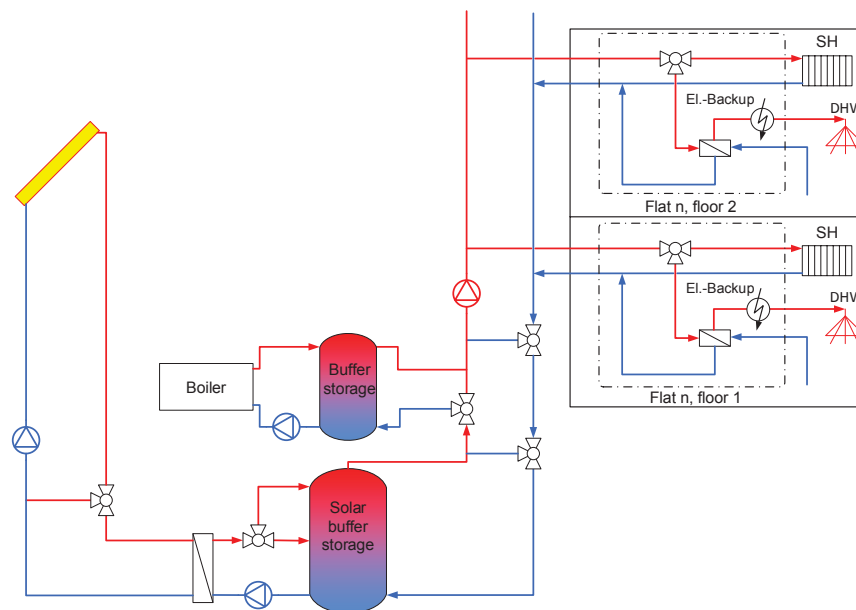 SH
El.-Backup
DHW
Flat n, floor 2
SH
El.-Backup
DHW
Flat n, floor 1
Boiler
Buffer
storage
Solar
buffer
storage